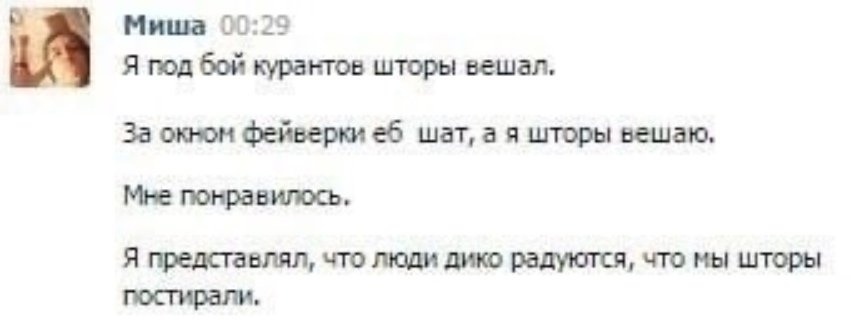 Миша 00:29
Я под бой курантов шторы вешал.
За окном фейверки еб шат, а я шторы вешаю.
Мне понравилось.
Я представлял, что люди дико радуются, что мы шторы
постирали.